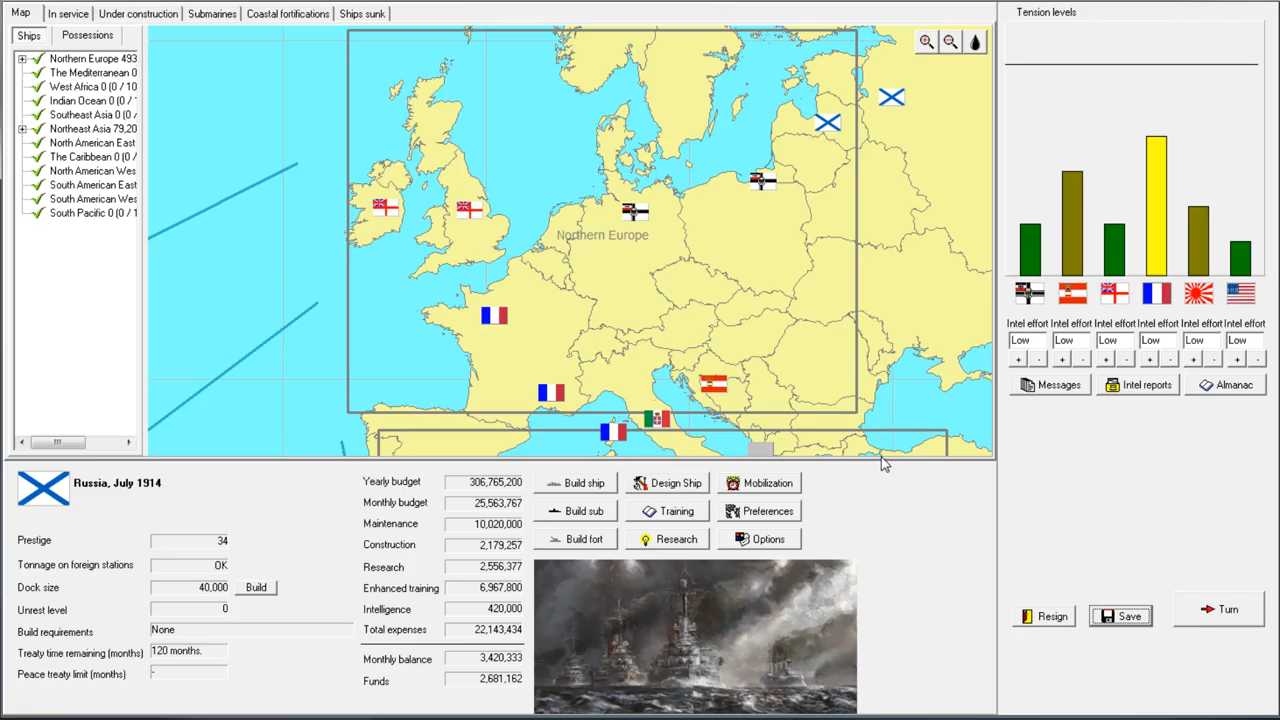 Map
In service
Under construction
Submarines
Coastal fortifications
Ships sunk
Ships
Possessions
Northern Europe 493
The Mediterranean 0
West Africa 0 (0 / 10
Indian Ocean 0 (0 /
Southeast Asia 0 (0
Northeast Asia 79,20
North American East
The Caribbean 0 (0 /
North American Wes
South American East
South American Wes
South Pacific 0 (0 / 1
Northern Europe
Tension levels
Intel effort Intel effort Intel effort Intel effort Intel effort Intel effort
Low Low Low Low Low Low
+ - + - + - + - + - + -
Messages
Intel reports
Almanac
Russia, July 1914
Prestige 34
Tonnage on foreign stations OK
Dock size 40,000 Build
Unrest level 0
Build requirements None
Treaty time remaining (months) 120 months.
Peace treaty limit (months) -
Yearly budget 306,765,200
Monthly budget 25,563,767
Maintenance 10,020,000
Construction 2,179,257
Research 2,556,377
Enhanced training 6,967,800
Intelligence 420,000
Total expenses 22,143,434
Monthly balance 3,420,333
Funds 2,681,162
Build ship
Design Ship
Mobilization
Build sub
Training
Preferences
Build fort
Research
Options
Resign
Save
Turn